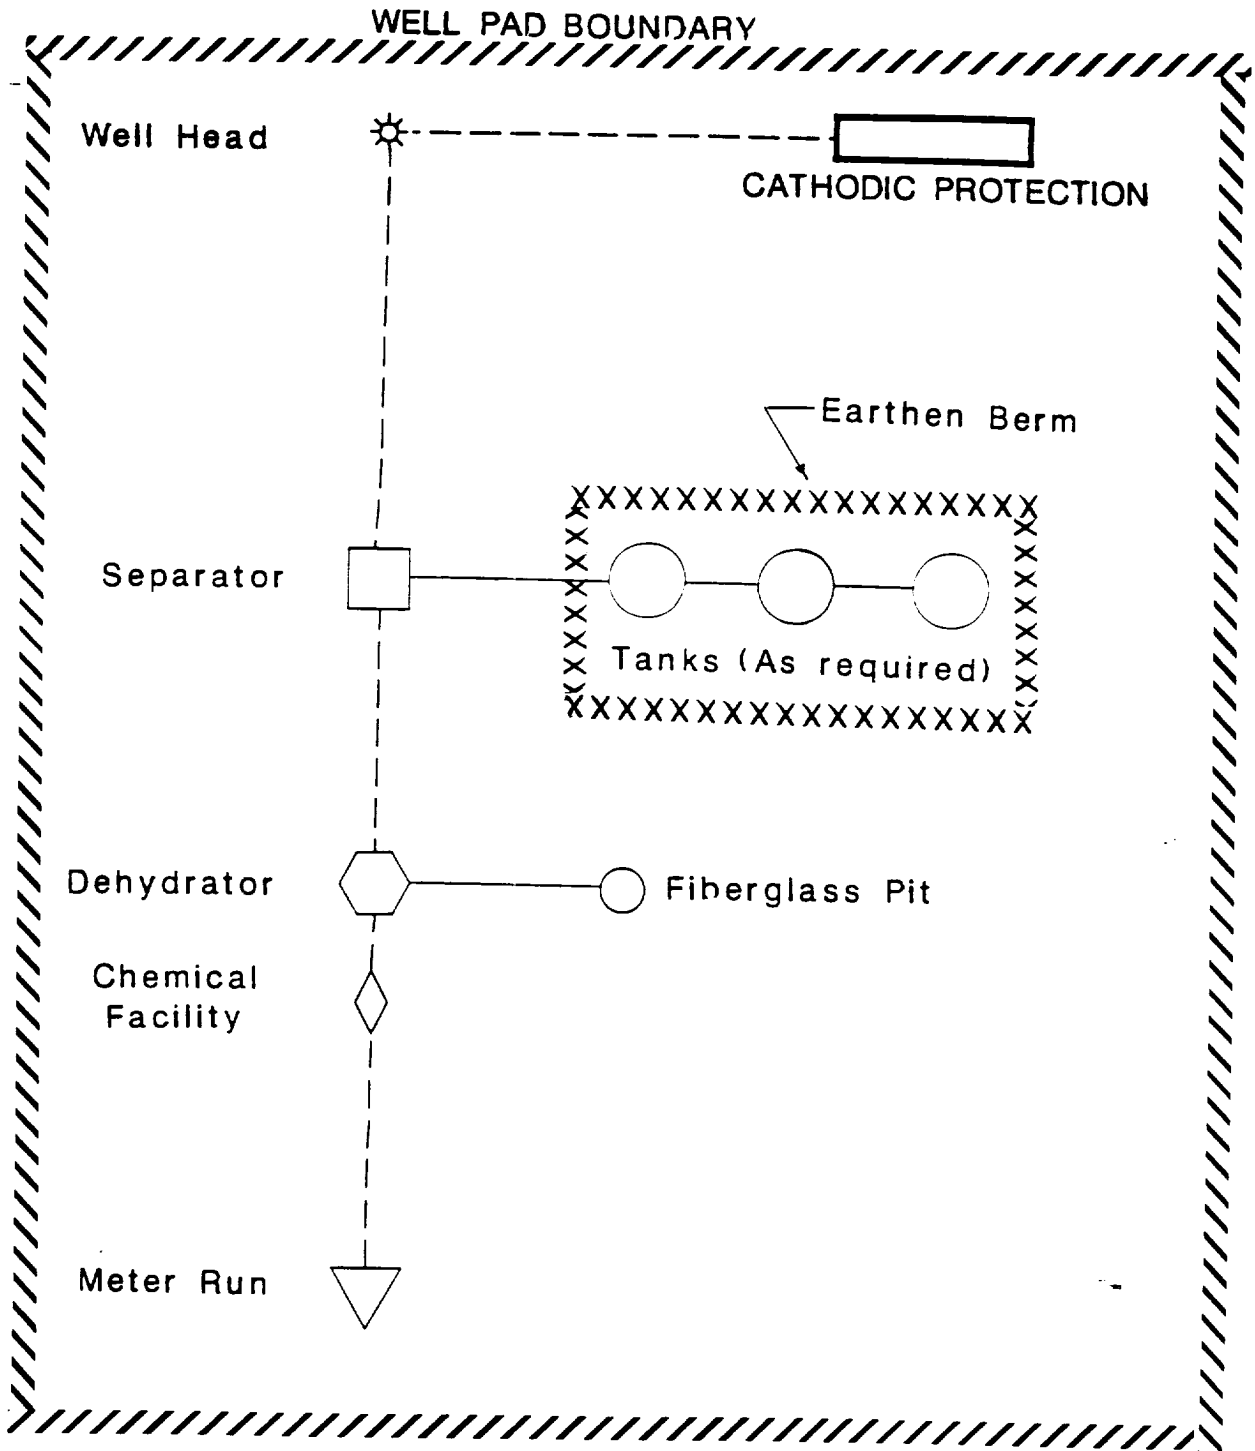 WELL PAD BOUNDARY
Well Head
CATHODIC PROTECTION
Earthen Berm
Separator
Tanks (As required)
Dehydrator
Fiberglass Pit
Chemical
Facility
Meter Run